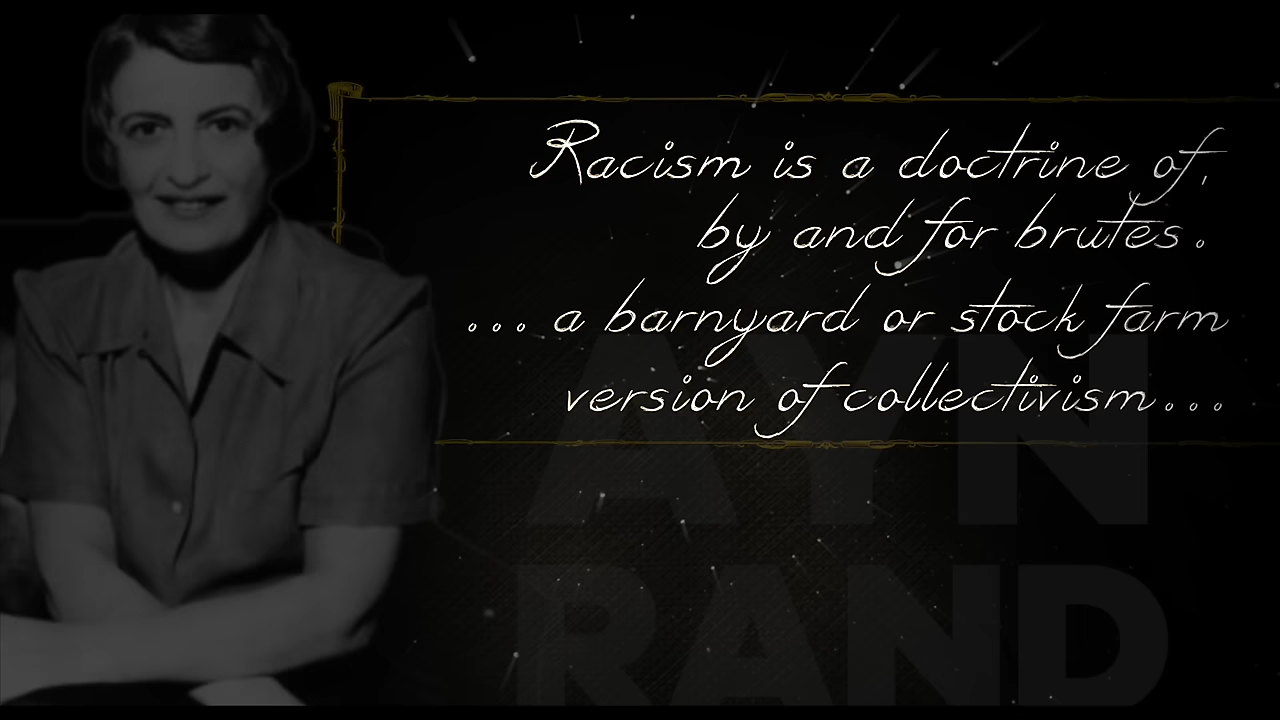 Racism is a doctrine of,
by and for brutes.
... a barnyard or stock farm
version of collectivism...
AYN
RAND